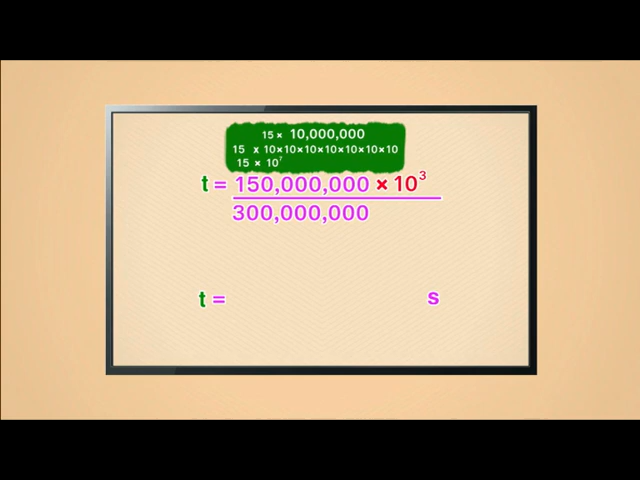 15 × 10,000,000
15 x 10×10×10×10×10×10×10
15 × 10⁷
t = 150,000,000 × 10³
300,000,000
t = s